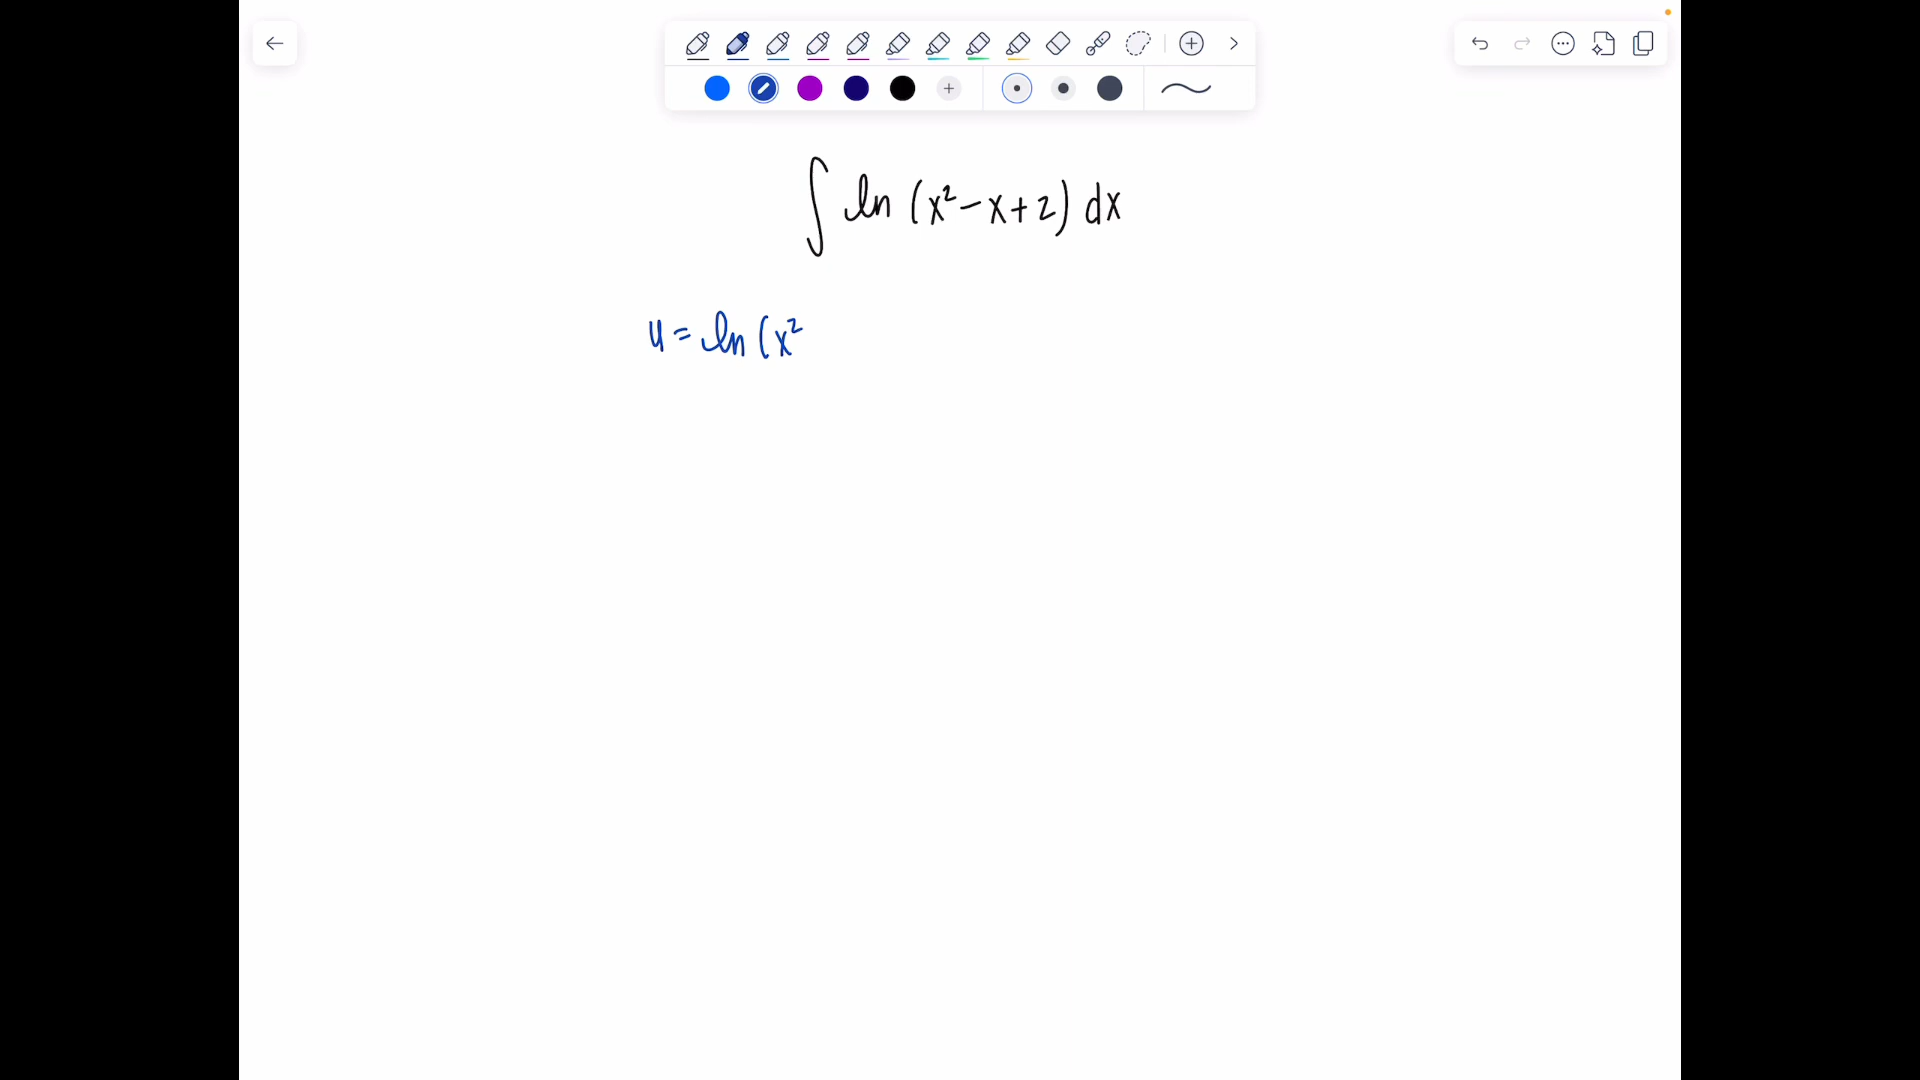 ∫ ln (x²-x+2) dx
u = ln (x²